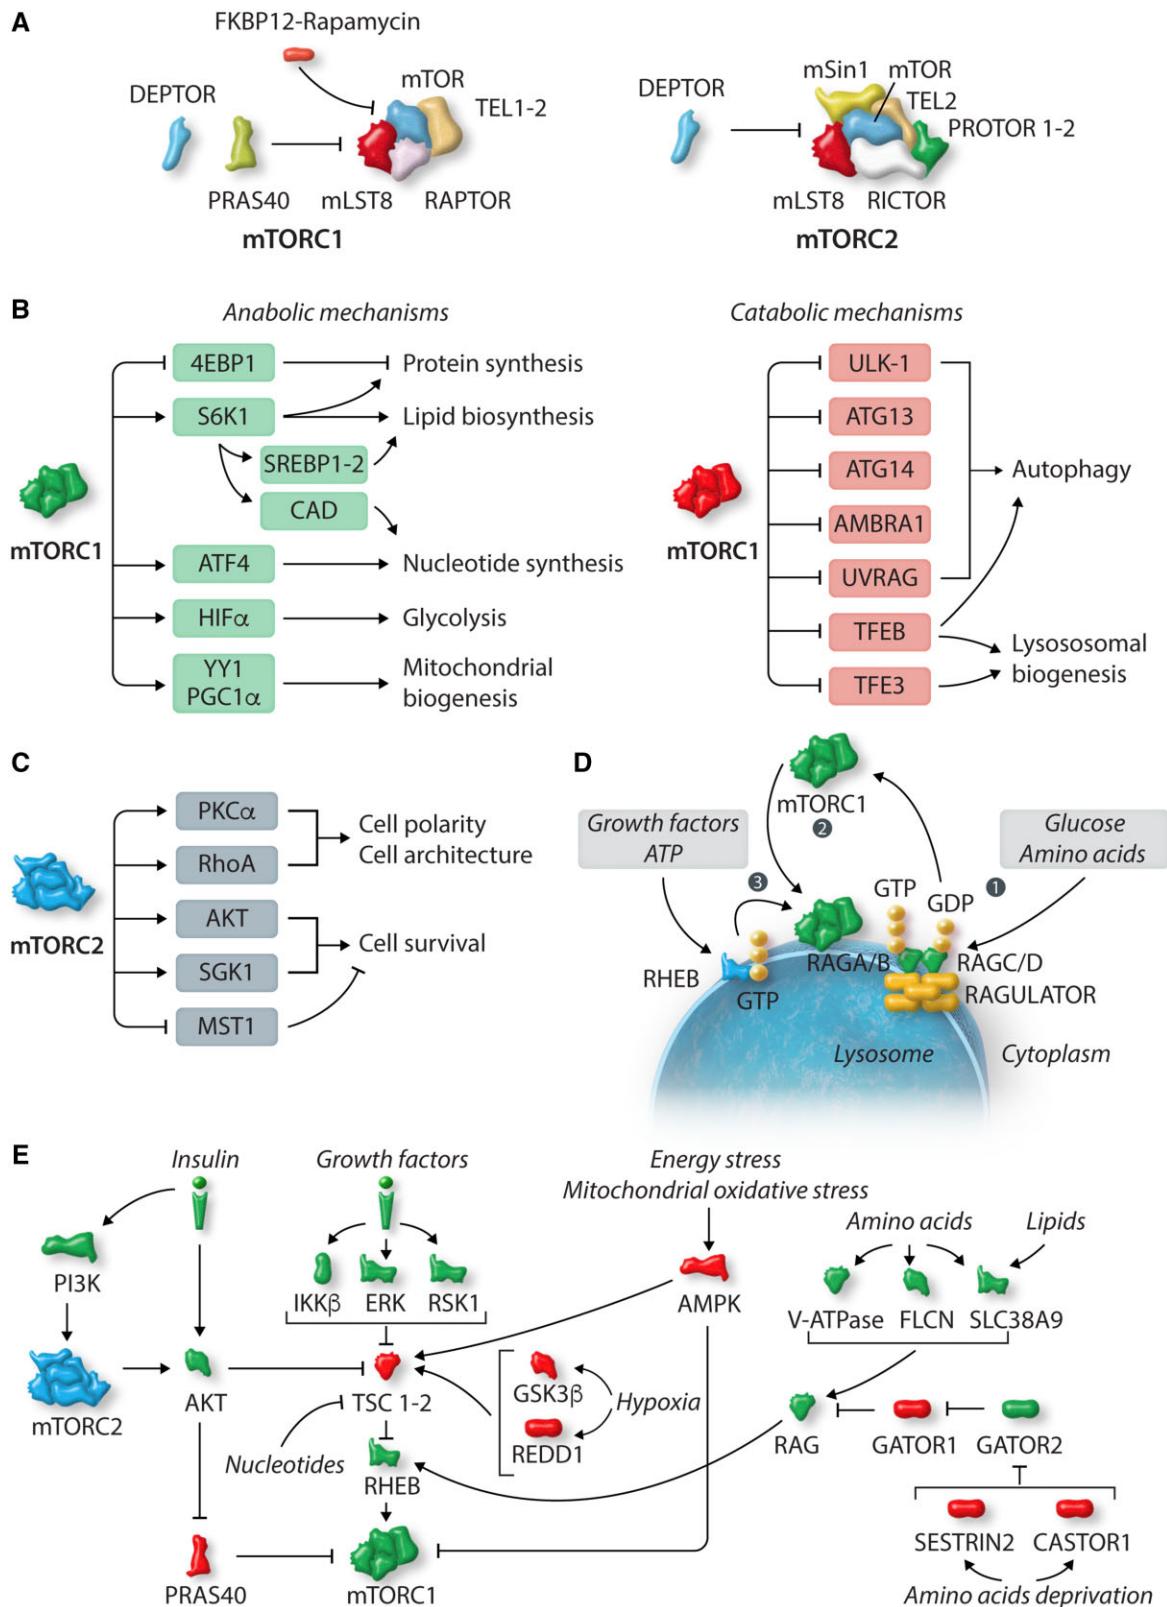 A
FKBP12-Rapamycin
DEPTOR
mTOR
TEL1-2
PRAS40
mLST8
RAPTOR
mTORC1
DEPTOR
mSin1
mTOR
TEL2
PROTOR 1-2
mLST8
RICTOR
mTORC2
B
Anabolic mechanisms
4EBP1
Protein synthesis
S6K1
Lipid biosynthesis
SREBP1-2
CAD
mTORC1
ATF4
Nucleotide synthesis
HIFα
Glycolysis
YY1
PGC1α
Mitochondrial
biogenesis
Catabolic mechanisms
ULK-1
ATG13
ATG14
Autophagy
AMBRA1
mTORC1
UVRAG
TFEB
Lysososomal
biogenesis
TFE3
C
PKCα
Cell polarity
Cell architecture
RhoA
mTORC2
AKT
Cell survival
SGK1
MST1
D
mTORC1
2
Growth factors
ATP
Glucose
Amino acids
3
GTP
GDP
1
RHEB
GTP
RAGA/B
RAGC/D
RAGULATOR
Lysosome
Cytoplasm
E
Insulin
Growth factors
Energy stress
Mitochondrial oxidative stress
Amino acids
Lipids
PI3K
IKKβ
ERK
RSK1
AMPK
V-ATPase
FLCN
SLC38A9
mTORC2
AKT
TSC 1-2
GSK3β
Hypoxia
REDD1
Nucleotides
RHEB
RAG
GATOR1
GATOR2
PRAS40
mTORC1
SESTRIN2
CASTOR1
Amino acids deprivation